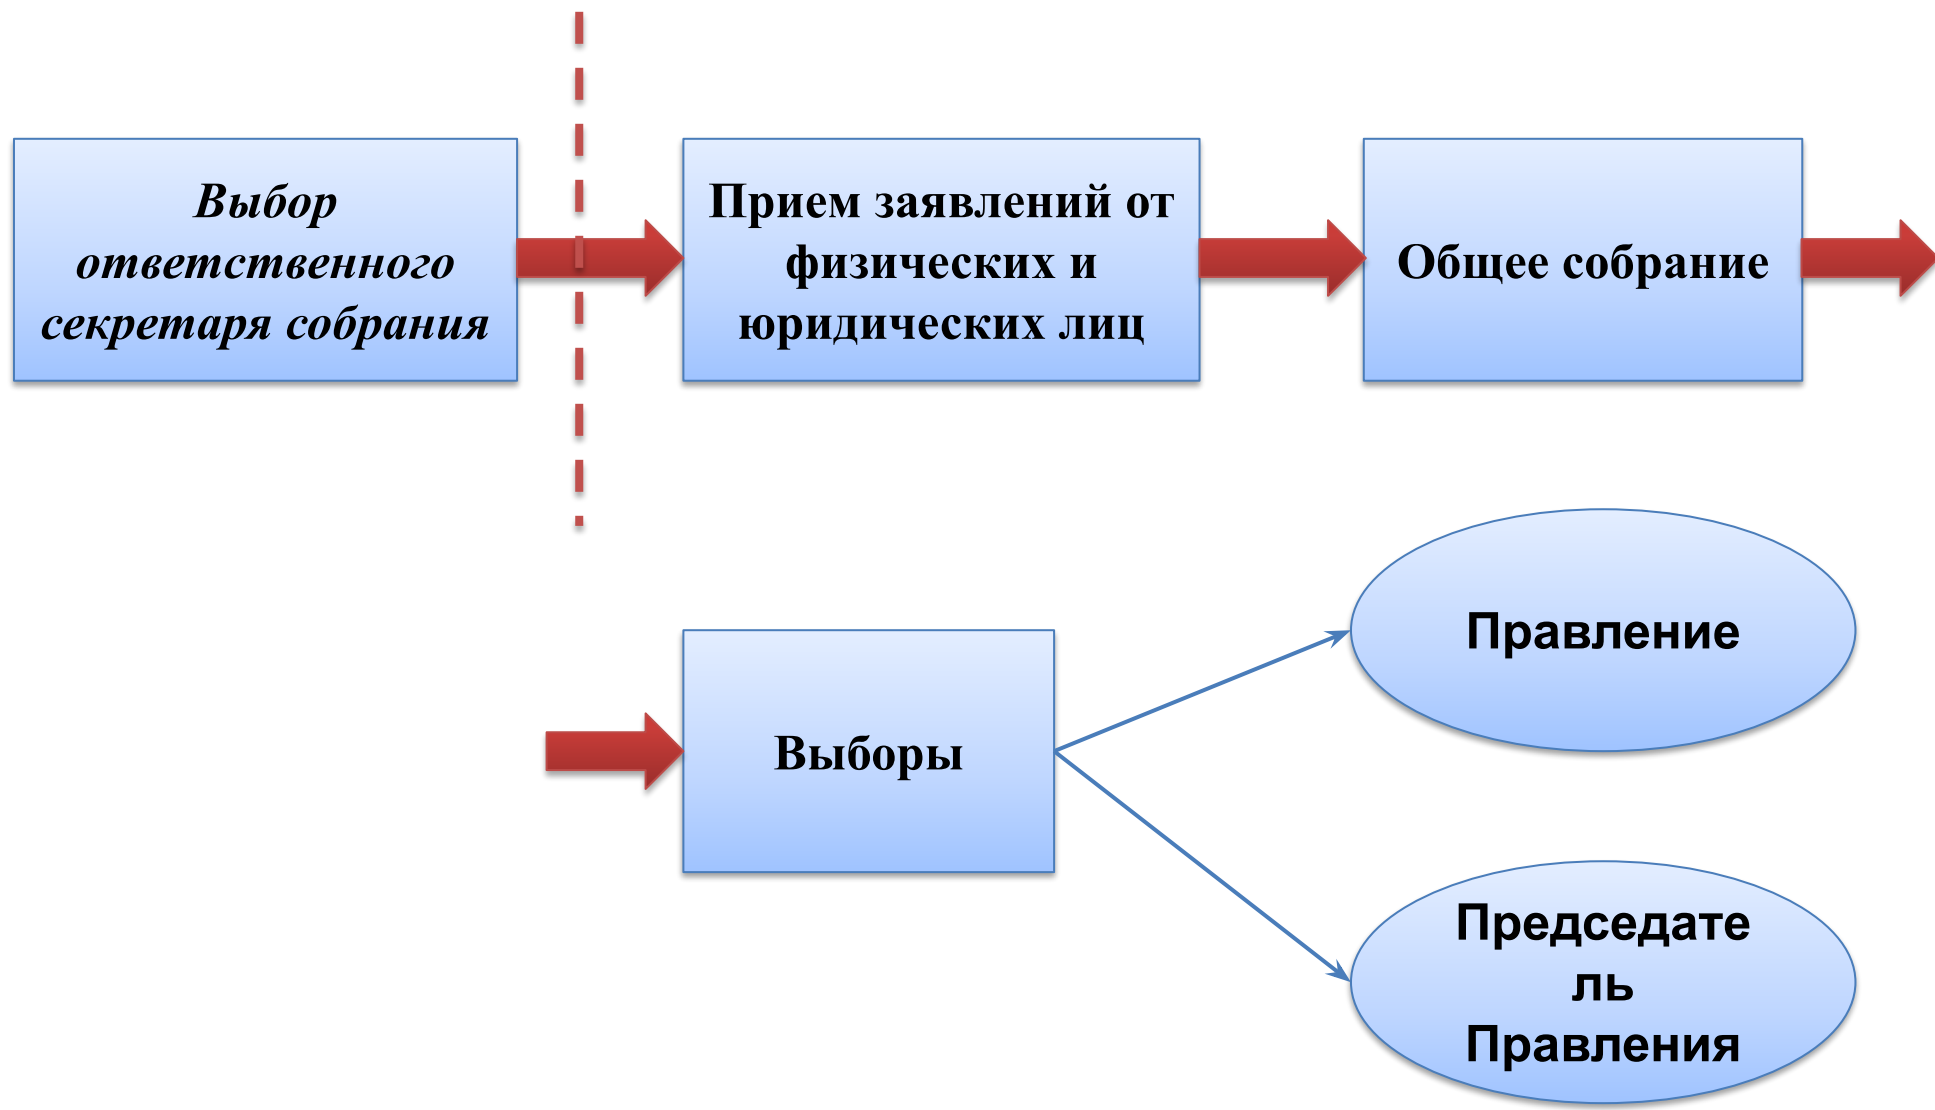 Выбор
ответственного
секретаря собрания
Прием заявлений от
физических и
юридических лиц
Общее собрание
Выборы
Правление
Председате
ль
Правления